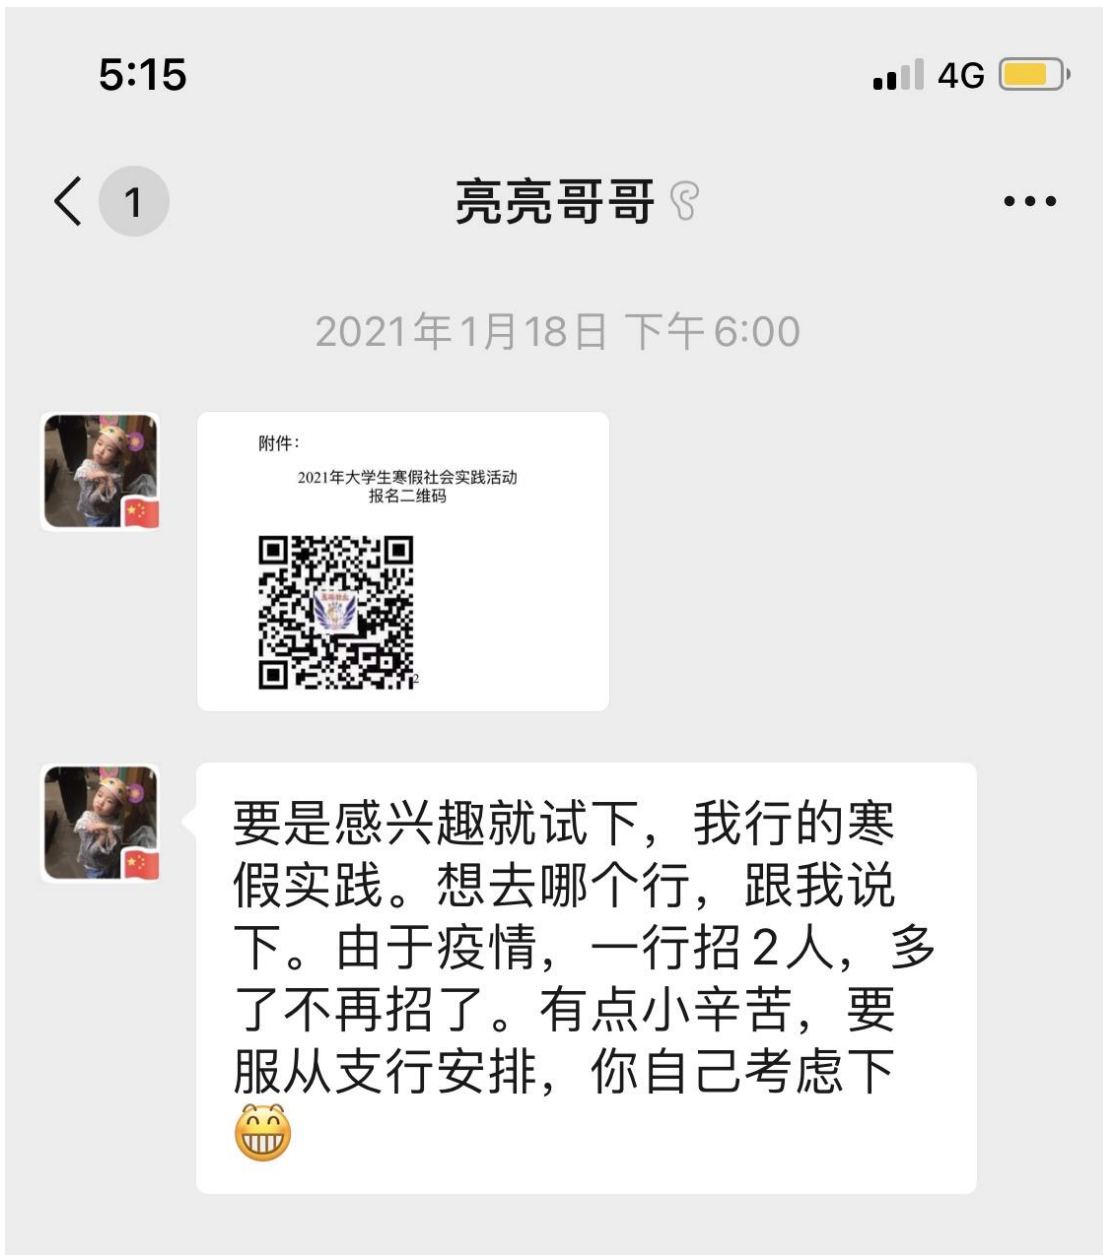 5:15
4G
1
亮亮哥哥
2021年1月18日 下午6:00
附件：
2021年大学生寒假社会实践活动
报名二维码
2
要是感兴趣就试下，我行的寒
假实践。想去哪个行，跟我说
下。由于疫情，一行招2人，多
了不再招了。有点小辛苦，要
服从支行安排，你自己考虑下
😁